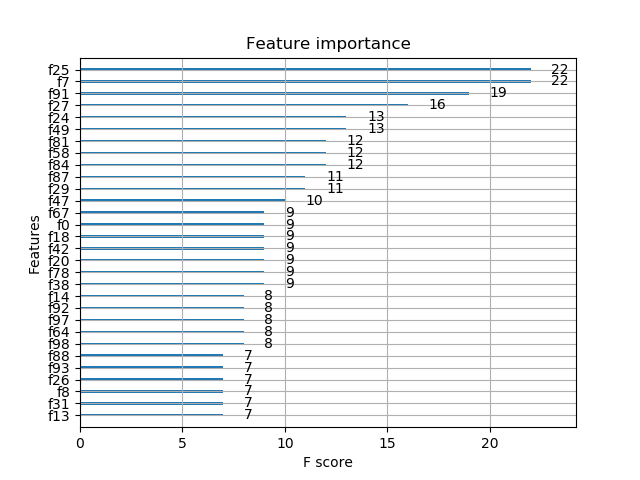 Feature importance
Features
f25 22
f7 22
f91 19
f27 16
f24 13
f49 13
f81 12
f58 12
f84 12
f87 11
f29 11
f47 10
f67 9
f0 9
f18 9
f42 9
f20 9
f78 9
f38 9
f14 8
f92 8
f97 8
f64 8
f98 8
f88 7
f93 7
f26 7
f8 7
f31 7
f13 7
0 5 10 15 20
F score